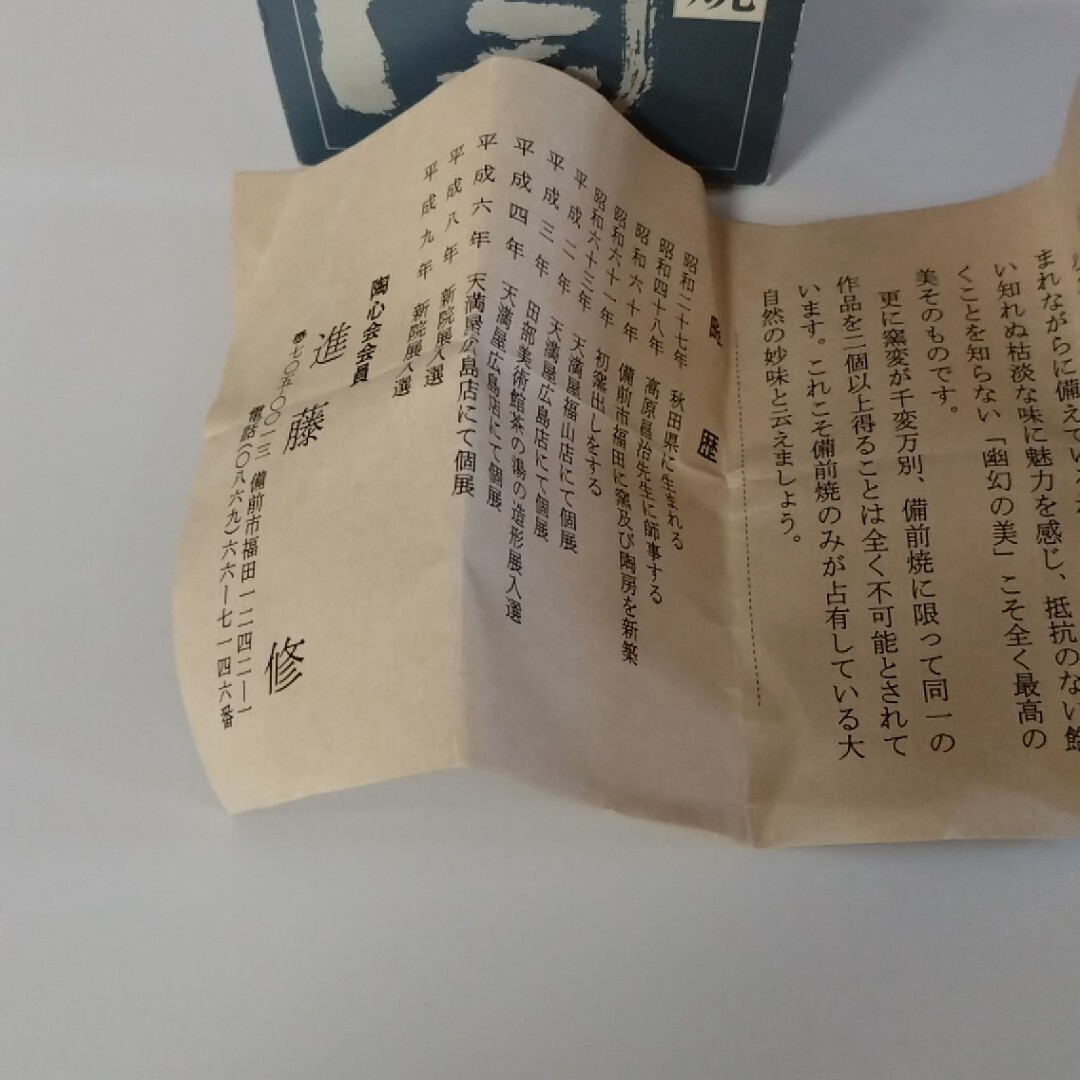 まれながらに備えている
い知れぬ枯淡な味に魅力を感じ、抵抗のない飽
くことを知らない「幽幻の美」こそ全く最高の
美そのものです。
更に窯変が千変万別、備前焼に限って同一の
作品を二個以上得ることは全く不可能とされて
います。これこそ備前焼のみが占有している大
自然の妙味と云えましょう。
陶歴
昭和二十七年 秋田県に生まれる
昭和四十八年 高原昌治先生に師事する
昭和六十年 備前市福田に窯及び陶房を新築
昭和六十一年 初窯出しをする
昭和六十三年 天満屋福山店にて個展
平成二年 天満屋広島店にて個展
平成三年 田部美術館茶の湯の造形展入選
平成四年 天満屋広島店にて個展
平成六年 天満屋広島店にて個展
平成八年 新院展入選
平成九年 新院展入選
陶心会会員
進藤 修
七〇五―〇〇一三 備前市福田一二四二―一
電話(〇八六九)六六―七一四六番